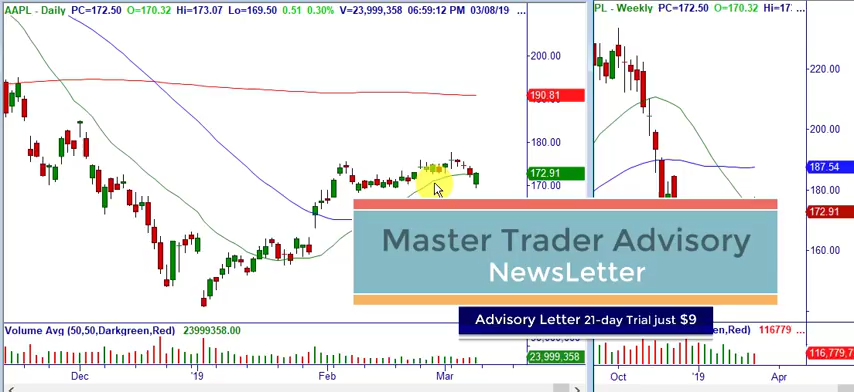 AAPL - Daily PC=172.50 O=170.32 Hi=173.07 Lo=169.50 0.51 0.30% V=23,999,358 06:59:12 PM 03/08/19 ...
PL - Weekly PC=172.50 O=170.32 Hi=17: ...
200.00
190.81
180.00
172.91
170.00
220.00
200.00
187.54
180.00
172.91
160.00
Master Trader Advisory
NewsLetter
Advisory Letter 21-day Trial just $9
Volume Avg (50,50,Darkgreen,Red) 23999358.00
ed,Red) 116779
23,999,358
116,779,7
Dec '19 Feb Mar
Oct '19 Apr